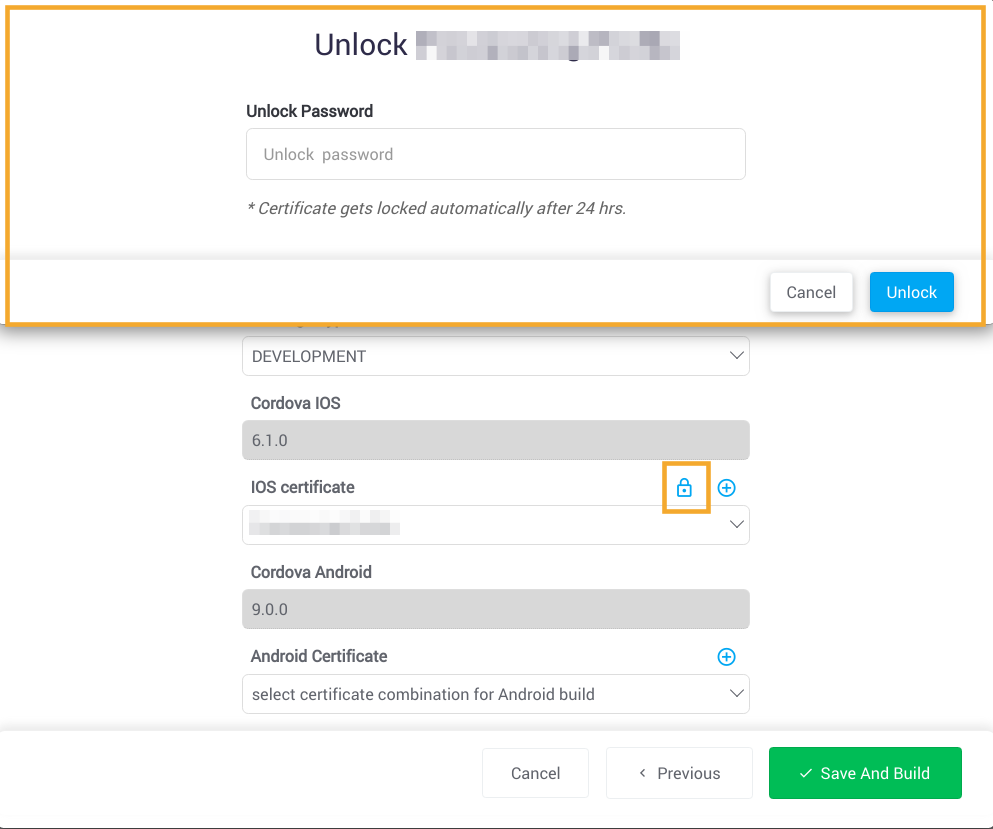 Unlock
Unlock Password
Unlock password
* Certificate gets locked automatically after 24 hrs.
Cancel
Unlock
DEVELOPMENT
Cordova IOS
6.1.0
IOS certificate
Cordova Android
9.0.0
Android Certificate
select certificate combination for Android build
Cancel
Previous
Save And Build